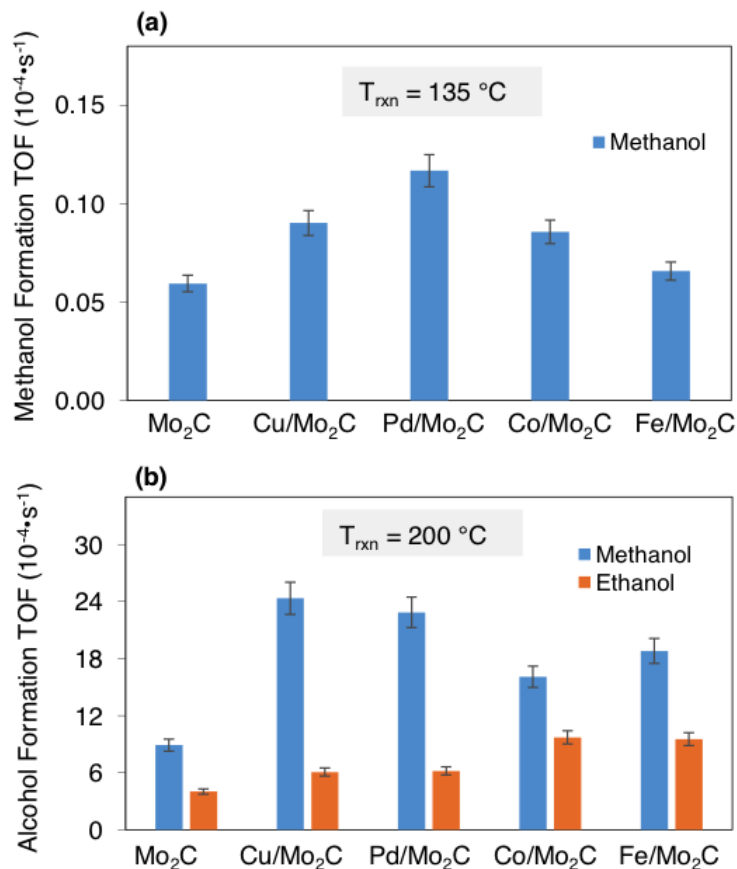 (a)
Methanol Formation TOF (10⁻⁴•s⁻¹)
T_rxn = 135 °C
Methanol
0.15
0.10
0.05
0.00
Mo₂C Cu/Mo₂C Pd/Mo₂C Co/Mo₂C Fe/Mo₂C
(b)
Alcohol Formation TOF (10⁻⁴•s⁻¹)
T_rxn = 200 °C
Methanol
Ethanol
30
24
18
12
6
0
Mo₂C Cu/Mo₂C Pd/Mo₂C Co/Mo₂C Fe/Mo₂C